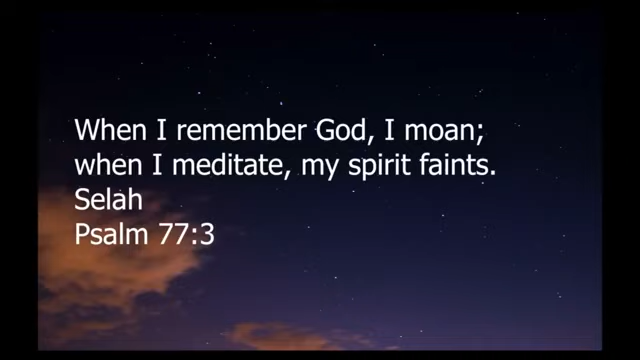 When I remember God, I moan;
when I meditate, my spirit faints.
Selah
Psalm 77:3